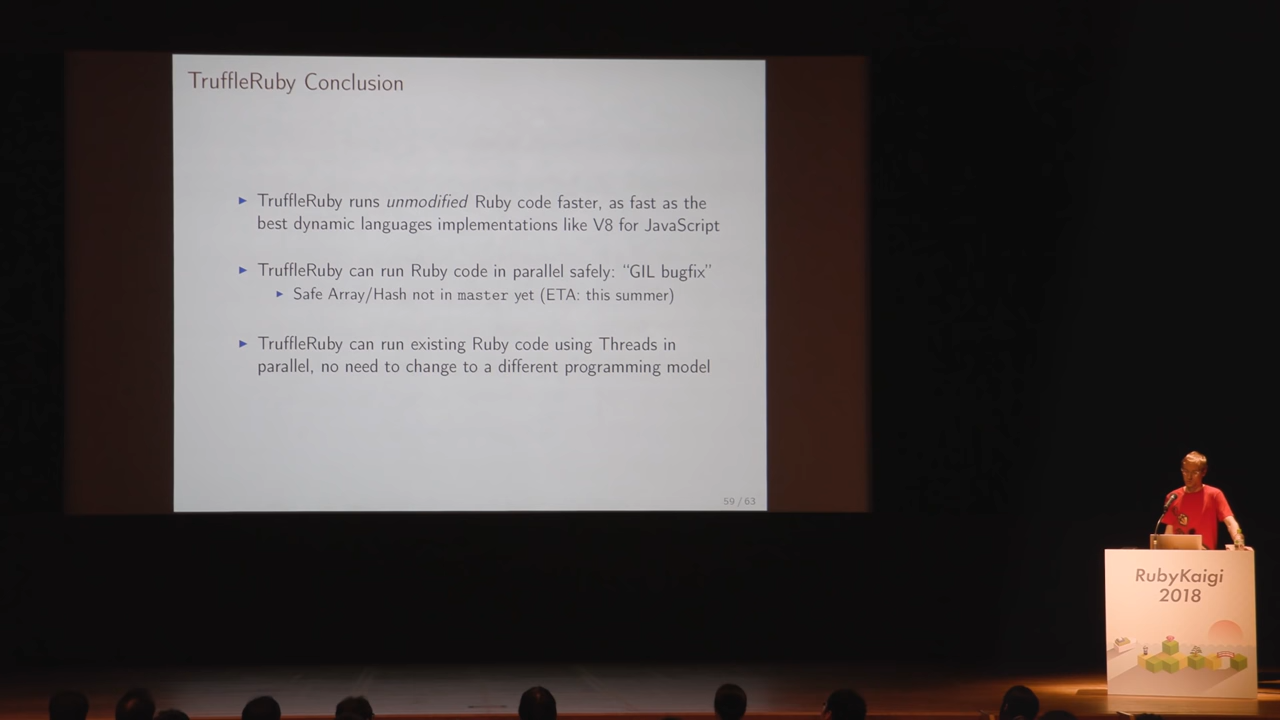 TruffleRuby Conclusion
► TruffleRuby runs unmodified Ruby code faster, as fast as the
best dynamic languages implementations like V8 for JavaScript
► TruffleRuby can run Ruby code in parallel safely: “GIL bugfix”
► Safe Array/Hash not in master yet (ETA: this summer)
► TruffleRuby can run existing Ruby code using Threads in
parallel, no need to change to a different programming model
59 / 63
RubyKaigi
2018